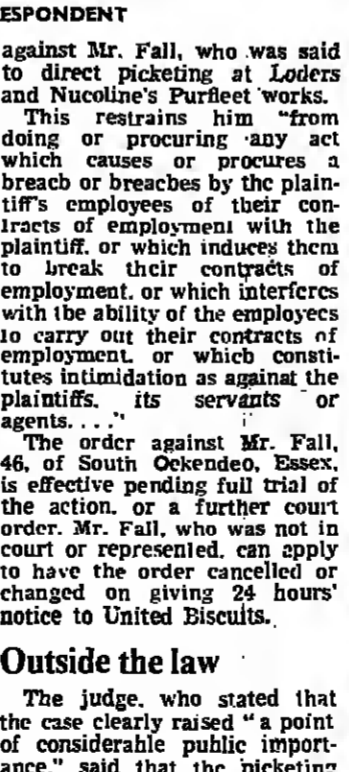 ESPONDENT
against Mr. Fall, who was said
to direct picketing at Loders
and Nucoline's Purfleet works.
This restrains him "from
doing or procuring any act
which causes or procures a
breach or breaches by the plain-
tiff's employees of their con-
tracts of employment with the
plaintiff, or which induces them
to break their contracts of
employment, or which interferes
with the ability of the employees
to carry out their contracts of
employment or which consti-
tutes intimidation as against the
plaintiffs, its servants or
agents. . . ."
The order against Mr. Fall,
46, of South Ockendon, Essex,
is effective pending full trial of
the action, or a further court
order. Mr. Fall, who was not in
court or represented, can apply
to have the order cancelled or
changed on giving 24 hours'
notice to United Biscuits.
Outside the law
The judge, who stated that
the case clearly raised "a point
of considerable public import-
ance," said that the picketing